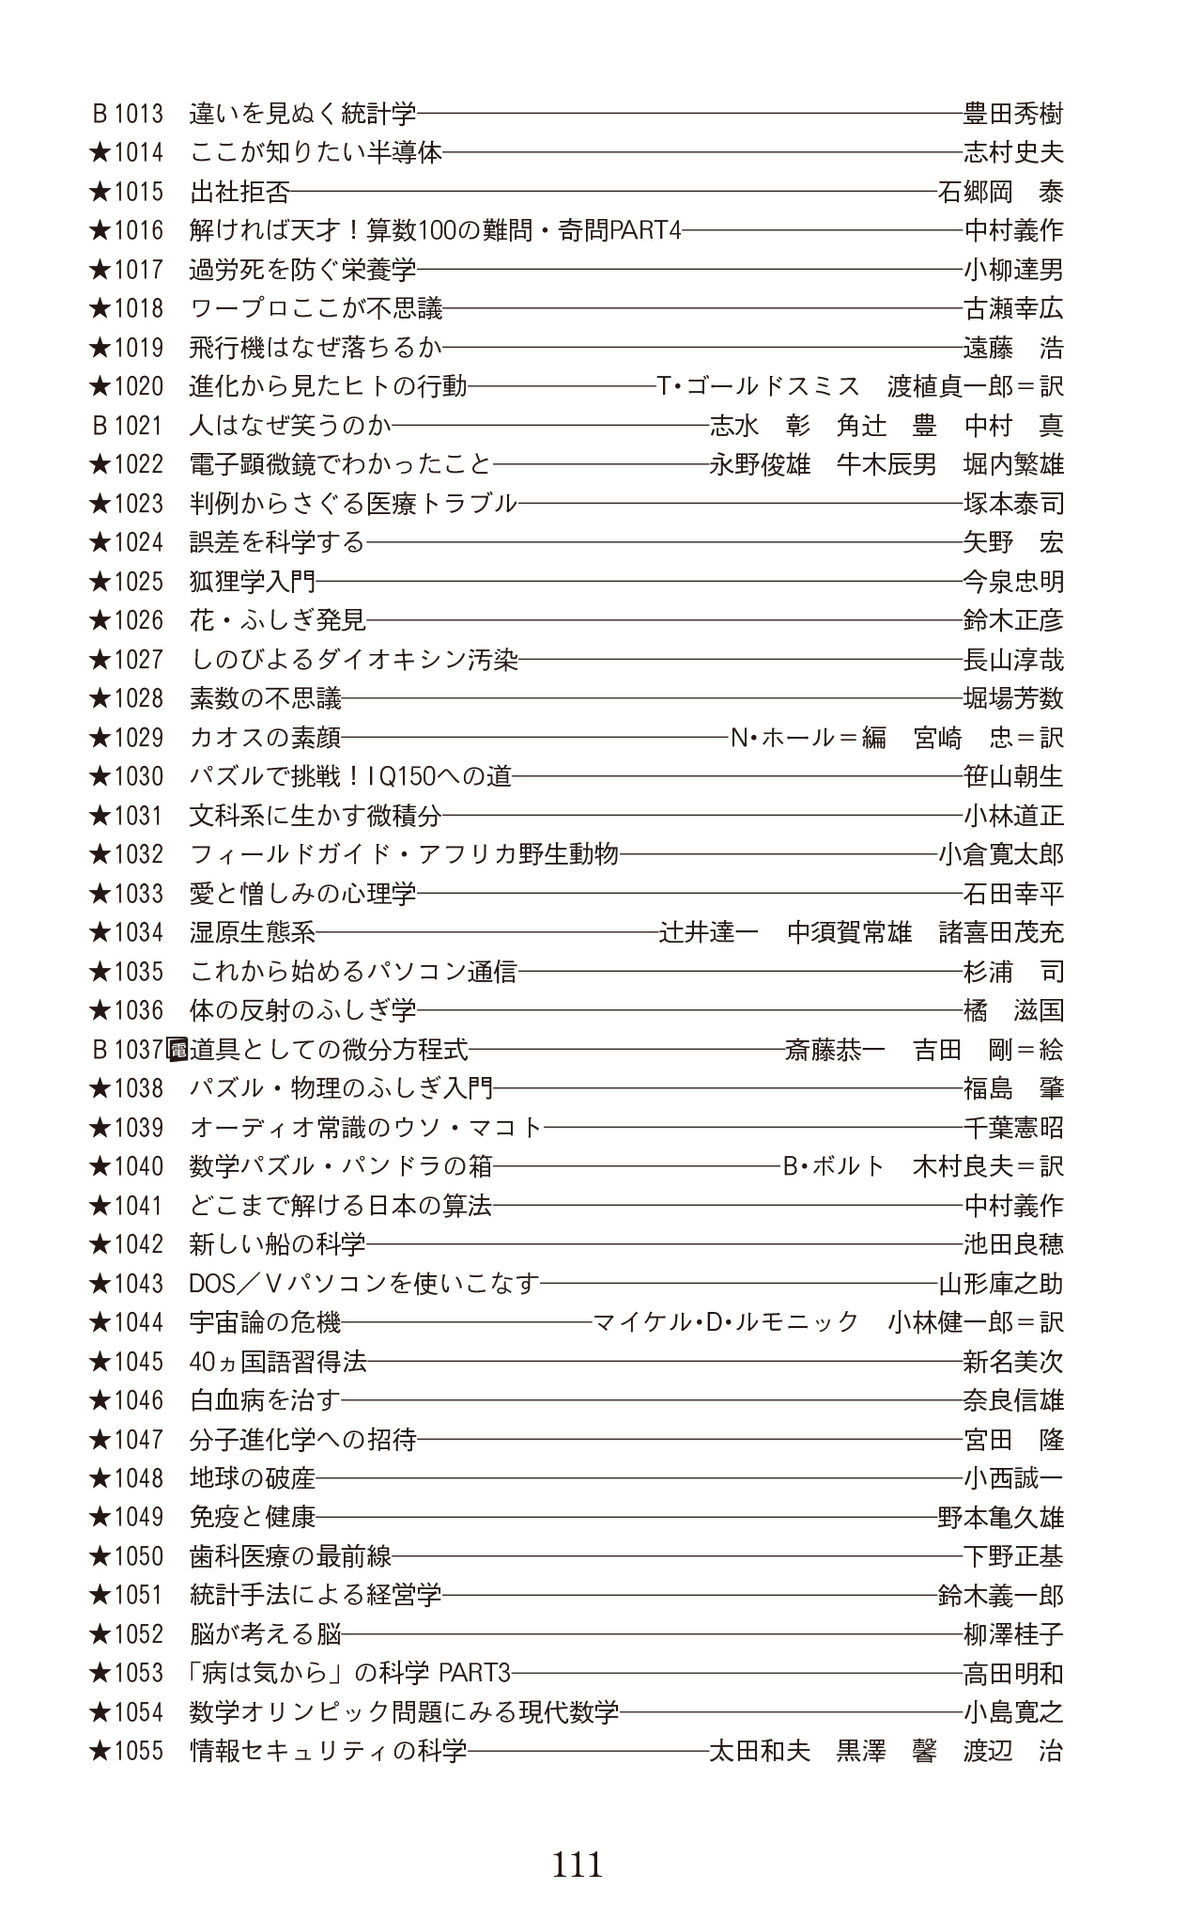 B 1013 違いを見ぬく統計学――豊田秀樹
★1014 ここが知りたい半導体――志村史夫
★1015 出社拒否――石郷岡 泰
★1016 解ければ天才！算数100の難問・奇問PART4――中村義作
★1017 過労死を防ぐ栄養学――小柳達男
★1018 ワープロここが不思議――古瀬幸広
★1019 飛行機はなぜ落ちるか――遠藤 浩
★1020 進化から見たヒトの行動――T・ゴールドスミス 渡植貞一郎＝訳
B 1021 人はなぜ笑うのか――志水 彰 角辻 豊 中村 真
★1022 電子顕微鏡でわかったこと――永野俊雄 牛木辰男 堀内繁雄
★1023 判例からさぐる医療トラブル――塚本泰司
★1024 誤差を科学する――矢野 宏
★1025 狐狸学入門――今泉忠明
★1026 花・ふしぎ発見――鈴木正彦
★1027 しのびよるダイオキシン汚染――長山淳哉
★1028 素数の不思議――堀場芳数
★1029 カオスの素顔――N・ホール＝編 宮崎 忠＝訳
★1030 パズルで挑戦！IQ150への道――笹山朝生
★1031 文科系に生かす微積分――小林道正
★1032 フィールドガイド・アフリカ野生動物――小倉寛太郎
★1033 愛と憎しみの心理学――石田幸平
★1034 湿原生態系――辻井達一 中須賀常雄 諸喜田茂充
★1035 これから始めるパソコン通信――杉浦 司
★1036 体の反射のふしぎ学――橘 滋国
B 1037 電 道具としての微分方程式――斎藤恭一 吉田 剛＝絵
★1038 パズル・物理のふしぎ入門――福島 肇
★1039 オーディオ常識のウソ・マコト――千葉憲昭
★1040 数学パズル・パンドラの箱――B・ボルト 木村良夫＝訳
★1041 どこまで解ける日本の算法――中村義作
★1042 新しい船の科学――池田良穂
★1043 DOS／Vパソコンを使いこなす――山形庫之助
★1044 宇宙論の危機――マイケル・D・ルモニック 小林健一郎＝訳
★1045 40ヵ国語習得法――新名美次
★1046 白血病を治す――奈良信雄
★1047 分子進化学への招待――宮田 隆
★1048 地球の破産――小西誠一
★1049 免疫と健康――野本亀久雄
★1050 歯科医療の最前線――下野正基
★1051 統計手法による経営学――鈴木義一郎
★1052 脳が考える脳――柳澤桂子
★1053 「病は気から」の科学 PART3――高田明和
★1054 数学オリンピック問題にみる現代数学――小島寛之
★1055 情報セキュリティの科学――太田和夫 黒澤 馨 渡辺 治
111